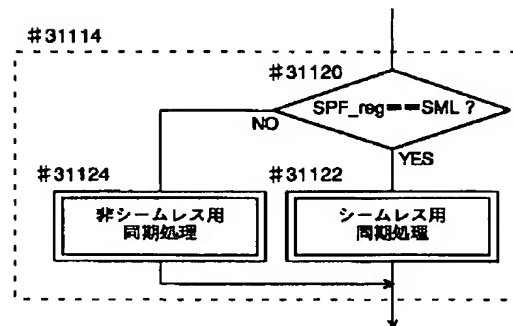 #31114
#31120
SPF_reg==SML ?
NO
YES
#31124
#31122
非シームレス用
同期処理
シームレス用
同期処理